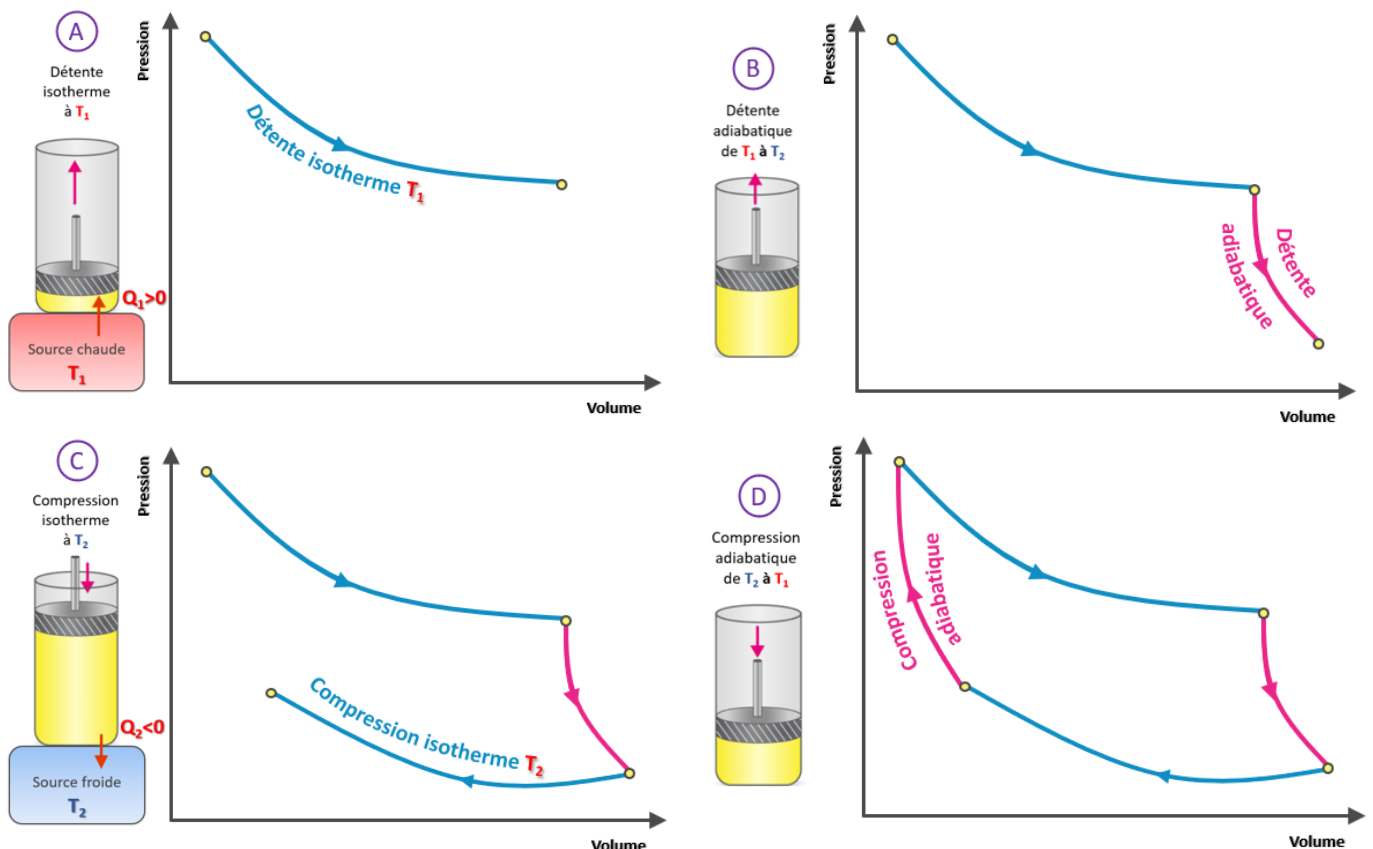 A
Détente
isotherme
à T₁
Q₁>0
Source chaude
T₁
Pression
Détente isotherme T₁
Volume
B
Détente
adiabatique
de T₁ à T₂
Pression
Détente
adiabatique
Volume
C
Compression
isotherme
à T₂
Q₂<0
Source froide
T₂
Pression
Compression isotherme T₂
Volume
D
Compression
adiabatique
de T₂ à T₁
Pression
Compression
adiabatique
Volume